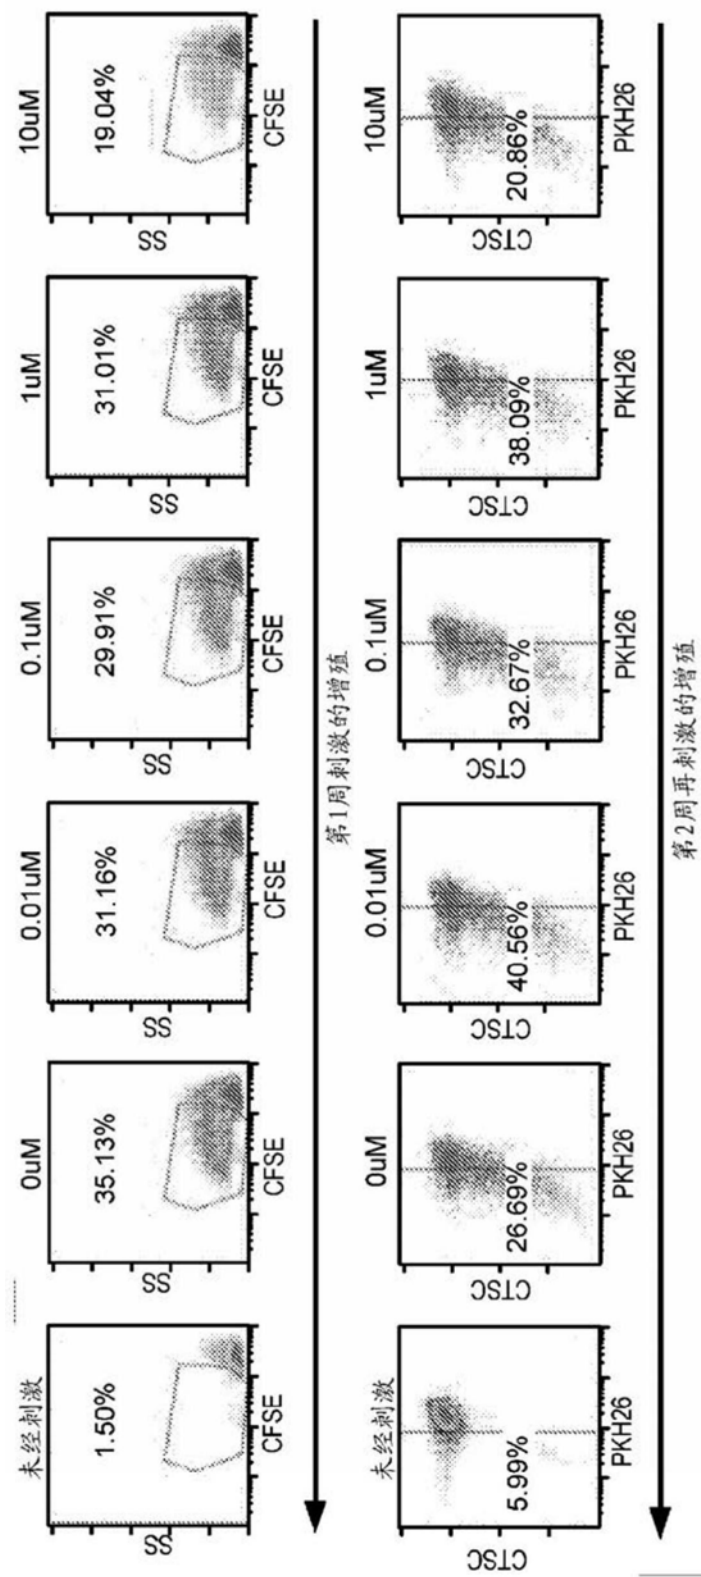 未经刺激
0uM
0.01uM
0.1uM
1uM
10uM
SS
1.50%
CFSE
SS
35.13%
CFSE
SS
31.16%
CFSE
SS
29.91%
CFSE
SS
31.01%
CFSE
SS
19.04%
CFSE
第1周刺激的增殖
未经刺激
0uM
0.01uM
0.1uM
1uM
10uM
CTSC
5.99%
PKH26
CTSC
26.69%
PKH26
CTSC
40.56%
PKH26
CTSC
32.67%
PKH26
CTSC
38.09%
PKH26
CTSC
20.86%
PKH26
第2周再刺激的增殖